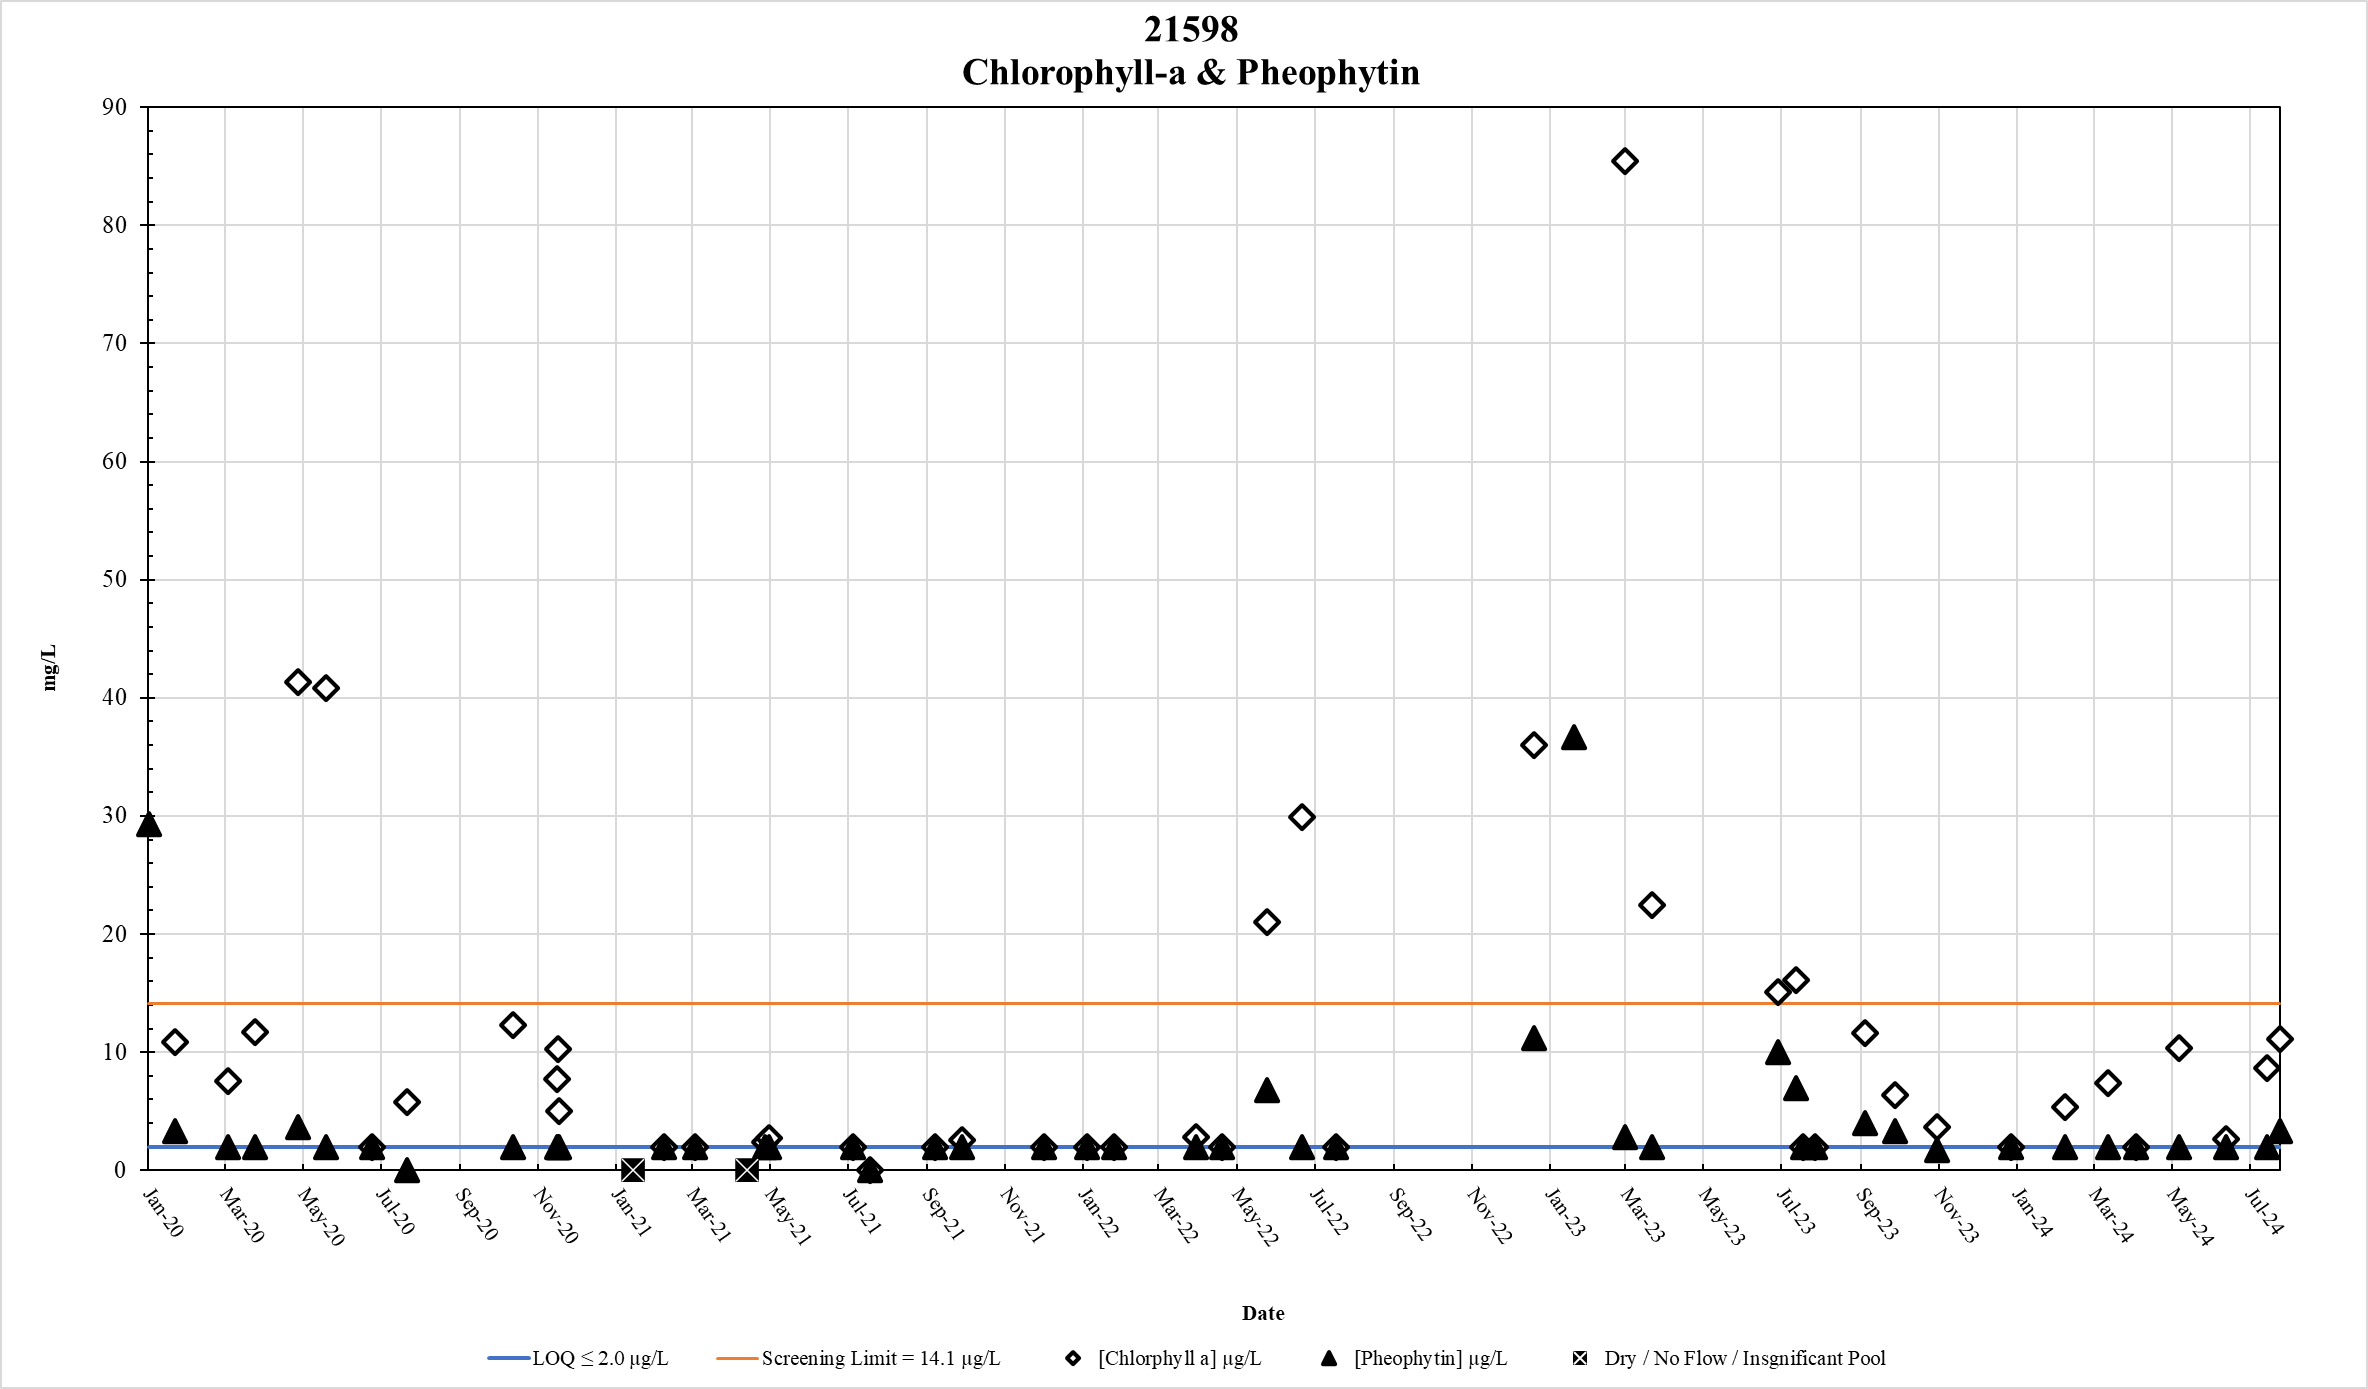 21598
Chlorophyll-a & Pheophytin
90
80
70
60
50
40
30
20
10
0
mg/L
Jan-20
Mar-20
May-20
Jul-20
Sep-20
Nov-20
Jan-21
Mar-21
May-21
Jul-21
Sep-21
Nov-21
Jan-22
Mar-22
May-22
Jul-22
Sep-22
Nov-22
Jan-23
Mar-23
May-23
Jul-23
Sep-23
Nov-23
Jan-24
Mar-24
May-24
Jul-24
Date
LOQ ≤ 2.0 µg/L
Screening Limit = 14.1 µg/L
[Chlorphyll a] µg/L
[Pheophytin] µg/L
Dry / No Flow / Insgnificant Pool